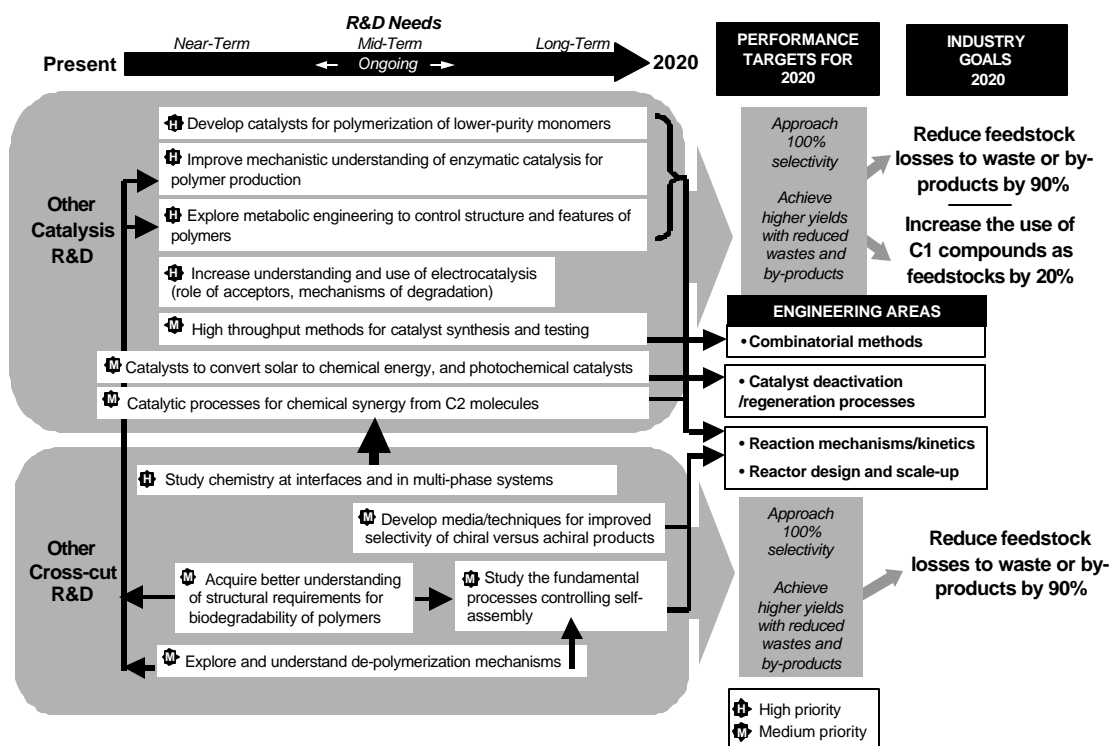 R&D Needs
Near-Term Mid-Term Long-Term
Present Ongoing 2020
PERFORMANCE
TARGETS FOR
2020
INDUSTRY
GOALS
2020
Other
Catalysis
R&D
H Develop catalysts for polymerization of lower-purity monomers
H Improve mechanistic understanding of enzymatic catalysis for
polymer production
H Explore metabolic engineering to control structure and features of
polymers
H Increase understanding and use of electrocatalysis
(role of acceptors, mechanisms of degradation)
M High throughput methods for catalyst synthesis and testing
M Catalysts to convert solar to chemical energy, and photochemical catalysts
M Catalytic processes for chemical synergy from C2 molecules
Approach
100%
selectivity
Achieve
higher yields
with reduced
wastes and
by-products
Reduce feedstock
losses to waste or by-
products by 90%
Increase the use of
C1 compounds as
feedstocks by 20%
ENGINEERING AREAS
• Combinatorial methods
• Catalyst deactivation
/regeneration processes
• Reaction mechanisms/kinetics
• Reactor design and scale-up
Other
Cross-cut
R&D
H Study chemistry at interfaces and in multi-phase systems
M Develop media/techniques for improved
selectivity of chiral versus achiral products
M Acquire better understanding
of structural requirements for
biodegradability of polymers
M Study the fundamental
processes controlling self-
assembly
M Explore and understand de-polymerization mechanisms
Approach
100%
selectivity
Achieve
higher yields
with reduced
wastes and
by-products
Reduce feedstock
losses to waste or by-
products by 90%
H High priority
M Medium priority